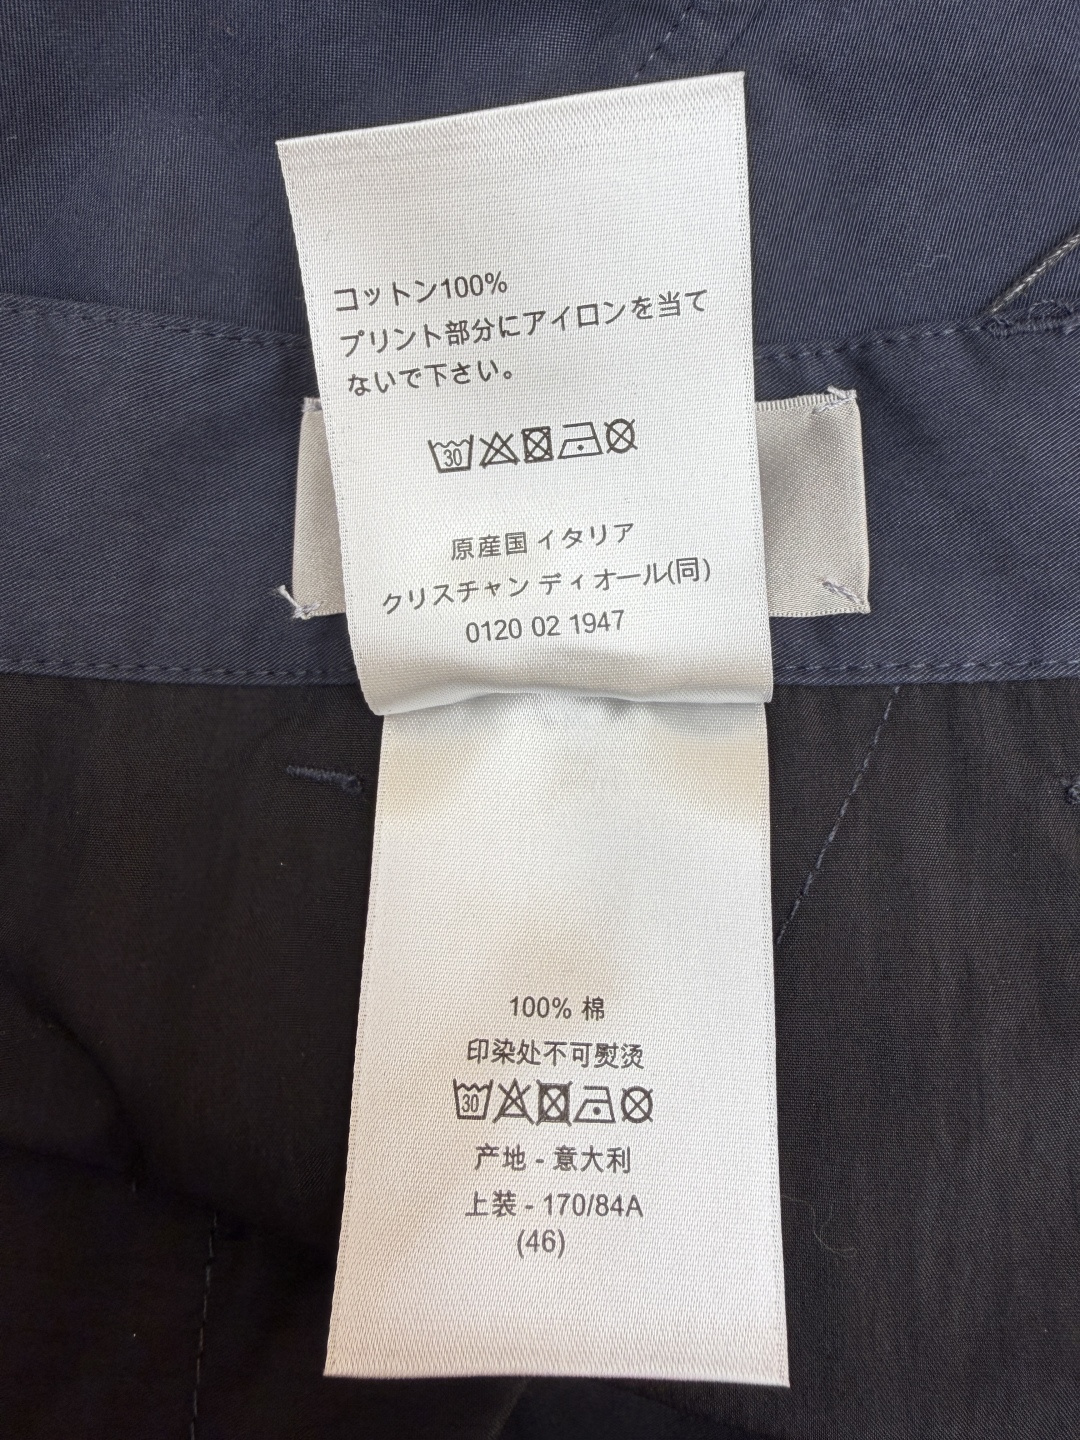 コットン100%
プリント部分にアイロンを当て
ないで下さい。
30
原産国 イタリア
クリスチャン ディオール(同)
0120 02 1947
100% 棉
印染处不可熨烫
30
产地 - 意大利
上装 - 170/84A
(46)